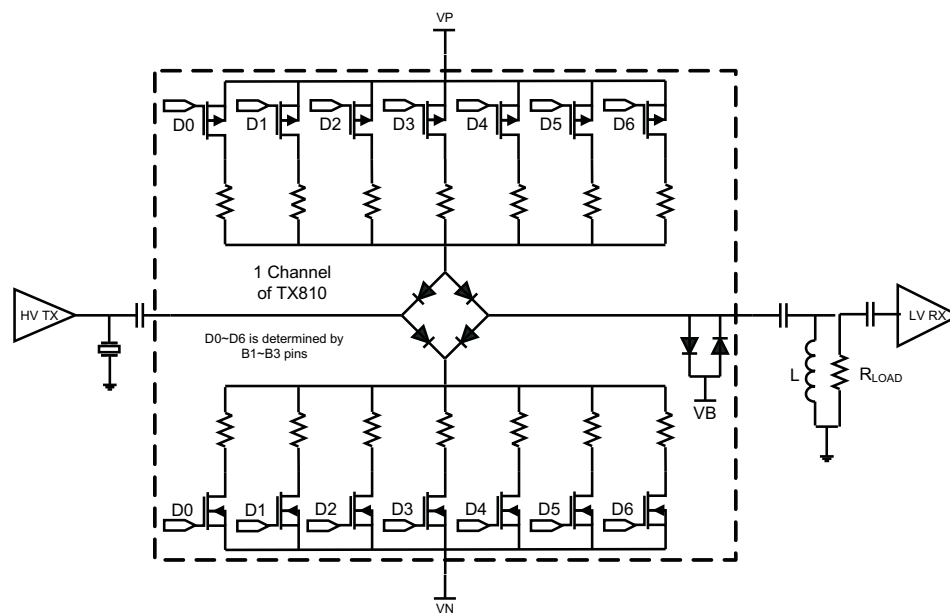 VP
D0 D1 D2 D3 D4 D5 D6
1 Channel
of TX810
HV TX
LV RX
D0~D6 is determined by
B1~B3 pins
L
RLOAD
VB
D0 D1 D2 D3 D4 D5 D6
VN